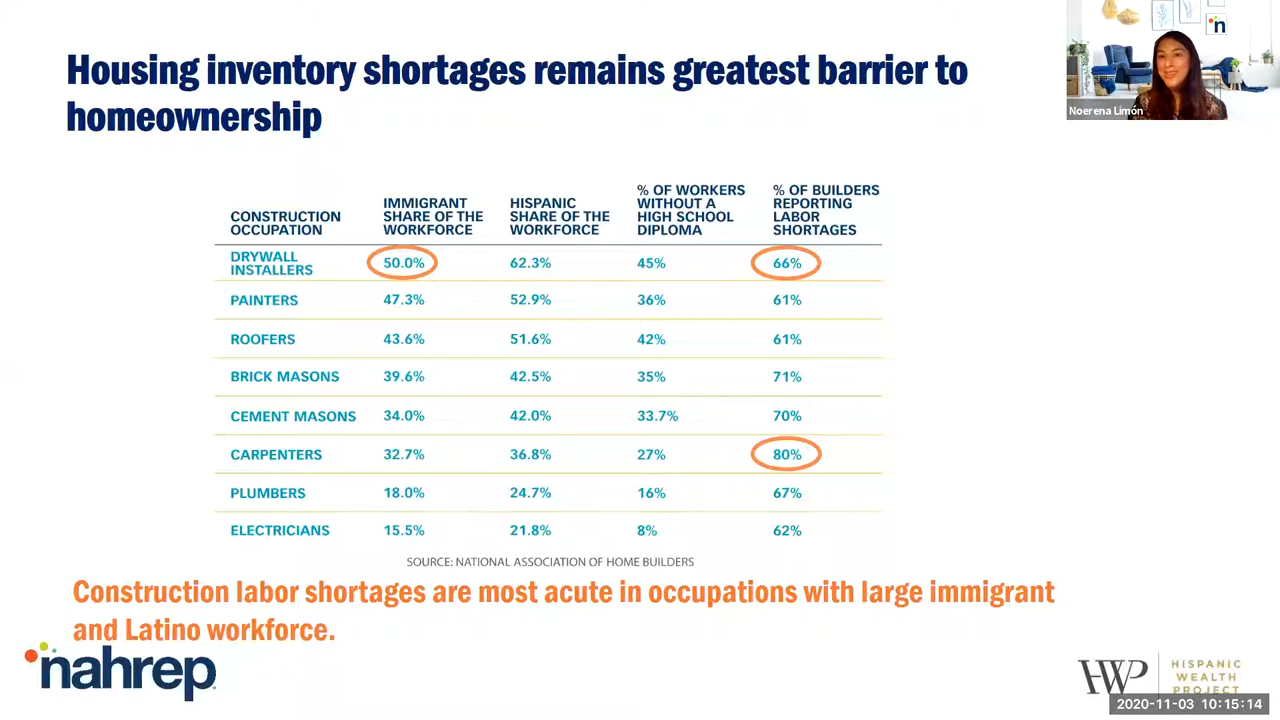 Housing inventory shortages remains greatest barrier to
homeownership
n
Noerena Limón
CONSTRUCTION
OCCUPATION
IMMIGRANT
SHARE OF THE
WORKFORCE
HISPANIC
SHARE OF THE
WORKFORCE
% OF WORKERS
WITHOUT A
HIGH SCHOOL
DIPLOMA
% OF BUILDERS
REPORTING
LABOR
SHORTAGES
DRYWALL
INSTALLERS
50.0% 62.3% 45% 66%
PAINTERS 47.3% 52.9% 36% 61%
ROOFERS 43.6% 51.6% 42% 61%
BRICK MASONS 39.6% 42.5% 35% 71%
CEMENT MASONS 34.0% 42.0% 33.7% 70%
CARPENTERS 32.7% 36.8% 27% 80%
PLUMBERS 18.0% 24.7% 16% 67%
ELECTRICIANS 15.5% 21.8% 8% 62%
SOURCE: NATIONAL ASSOCIATION OF HOME BUILDERS
Construction labor shortages are most acute in occupations with large immigrant
and Latino workforce.
nahrep
HWP
HISPANIC
WEALTH
PROJECT
2020-11-03 10:15:14